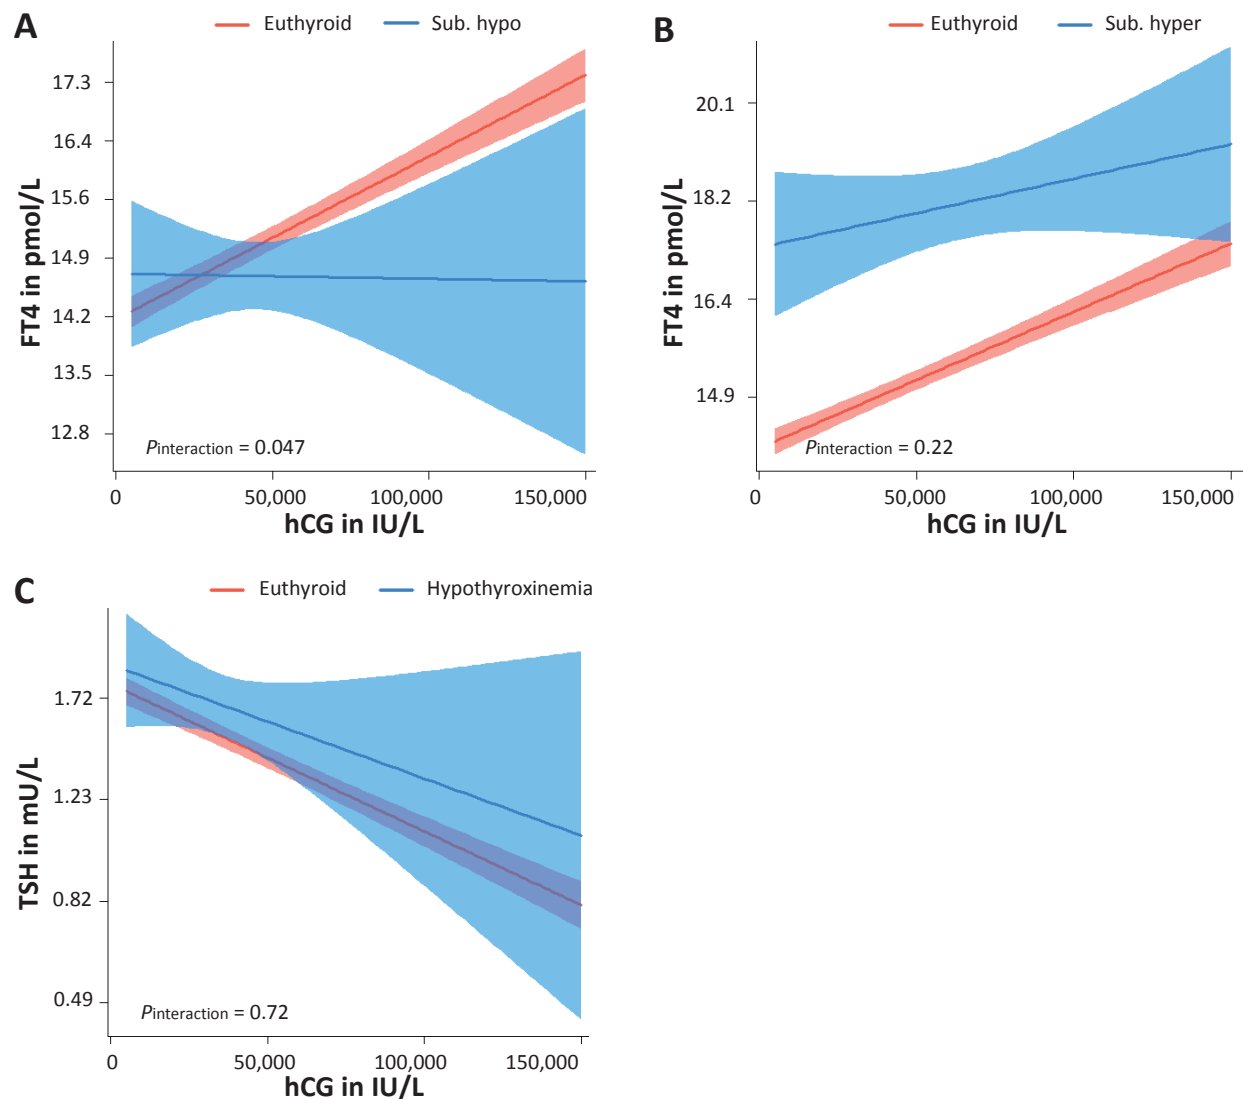 A
Euthyroid
Sub. hypo
FT4 in pmol/L
17.3
16.4
15.6
14.9
14.2
13.5
12.8
Pinteraction = 0.047
0
50,000
100,000
150,000
hCG in IU/L
B
Euthyroid
Sub. hyper
FT4 in pmol/L
20.1
18.2
16.4
14.9
Pinteraction = 0.22
0
50,000
100,000
150,000
hCG in IU/L
C
Euthyroid
Hypothyroxinemia
TSH in mU/L
1.72
1.23
0.82
0.49
Pinteraction = 0.72
0
50,000
100,000
150,000
hCG in IU/L